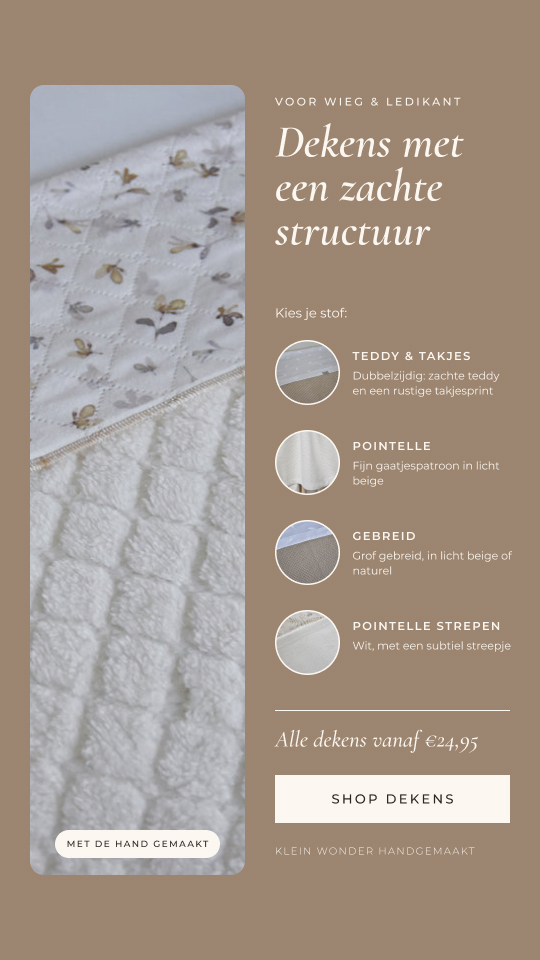 VOOR WIEG & LEDIKANT
Dekens met
een zachte
structuur
Kies je stof:
TEDDY & TAKJES
Dubbelzijdig: zachte teddy
en een rustige takjesprint
POINTELLE
Fijn gaatjespatroon in licht
beige
GEBREID
Grof gebreid, in licht beige of
naturel
POINTELLE STREPEN
Wit, met een subtiel streepje
Alle dekens vanaf €24,95
SHOP DEKENS
MET DE HAND GEMAAKT
KLEIN WONDER HANDGEMAAKT